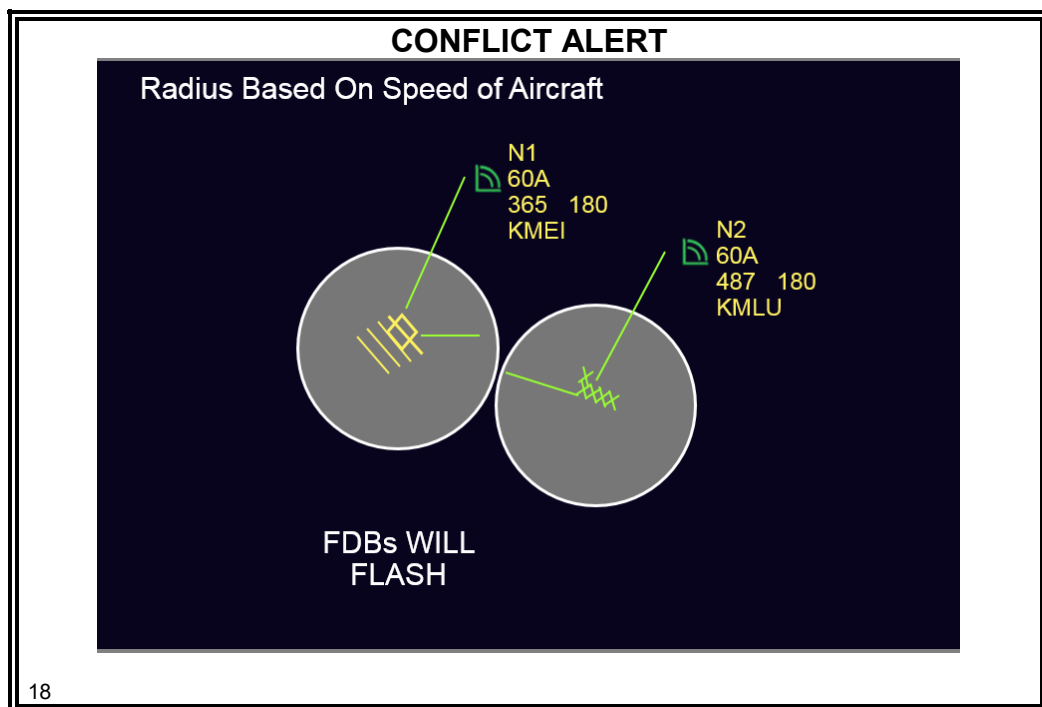 CONFLICT ALERT
Radius Based On Speed of Aircraft
N1
60A
365 180
KMEI
N2
60A
487 180
KMLU
FDBs WILL
FLASH
18